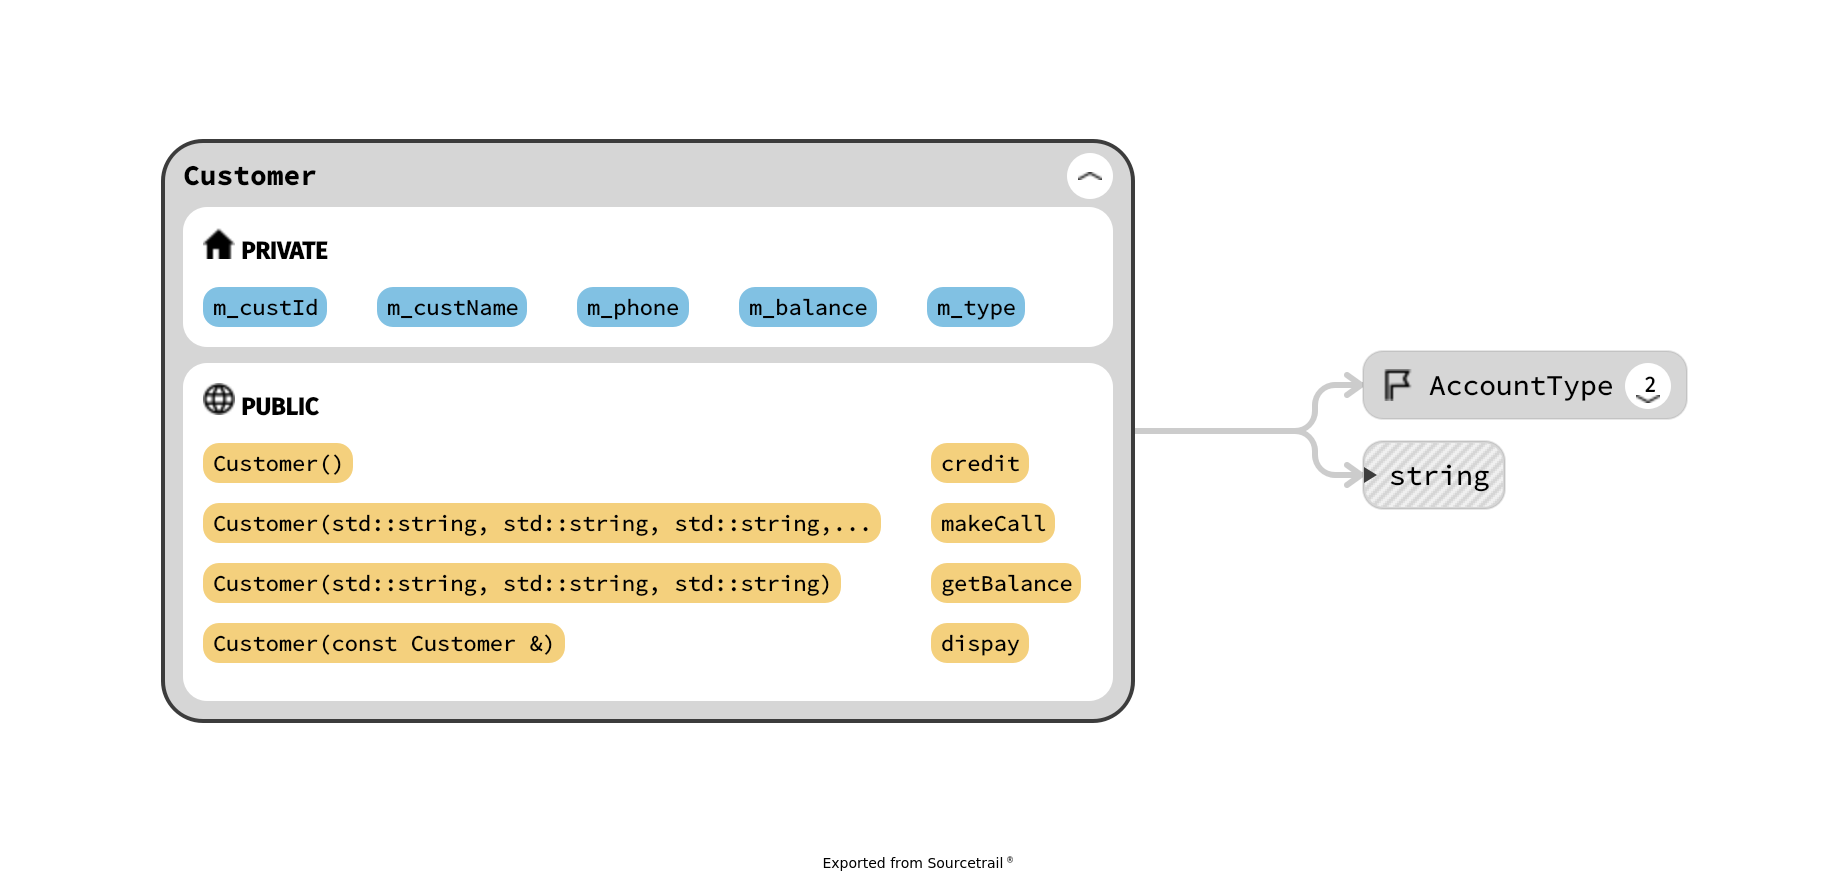 Customer
PRIVATE
m_custId m_custName m_phone m_balance m_type
PUBLIC
Customer() credit
Customer(std::string, std::string, std::string,... makeCall
Customer(std::string, std::string, std::string) getBalance
Customer(const Customer &) dispay
AccountType 2
string
Exported from Sourcetrail ®